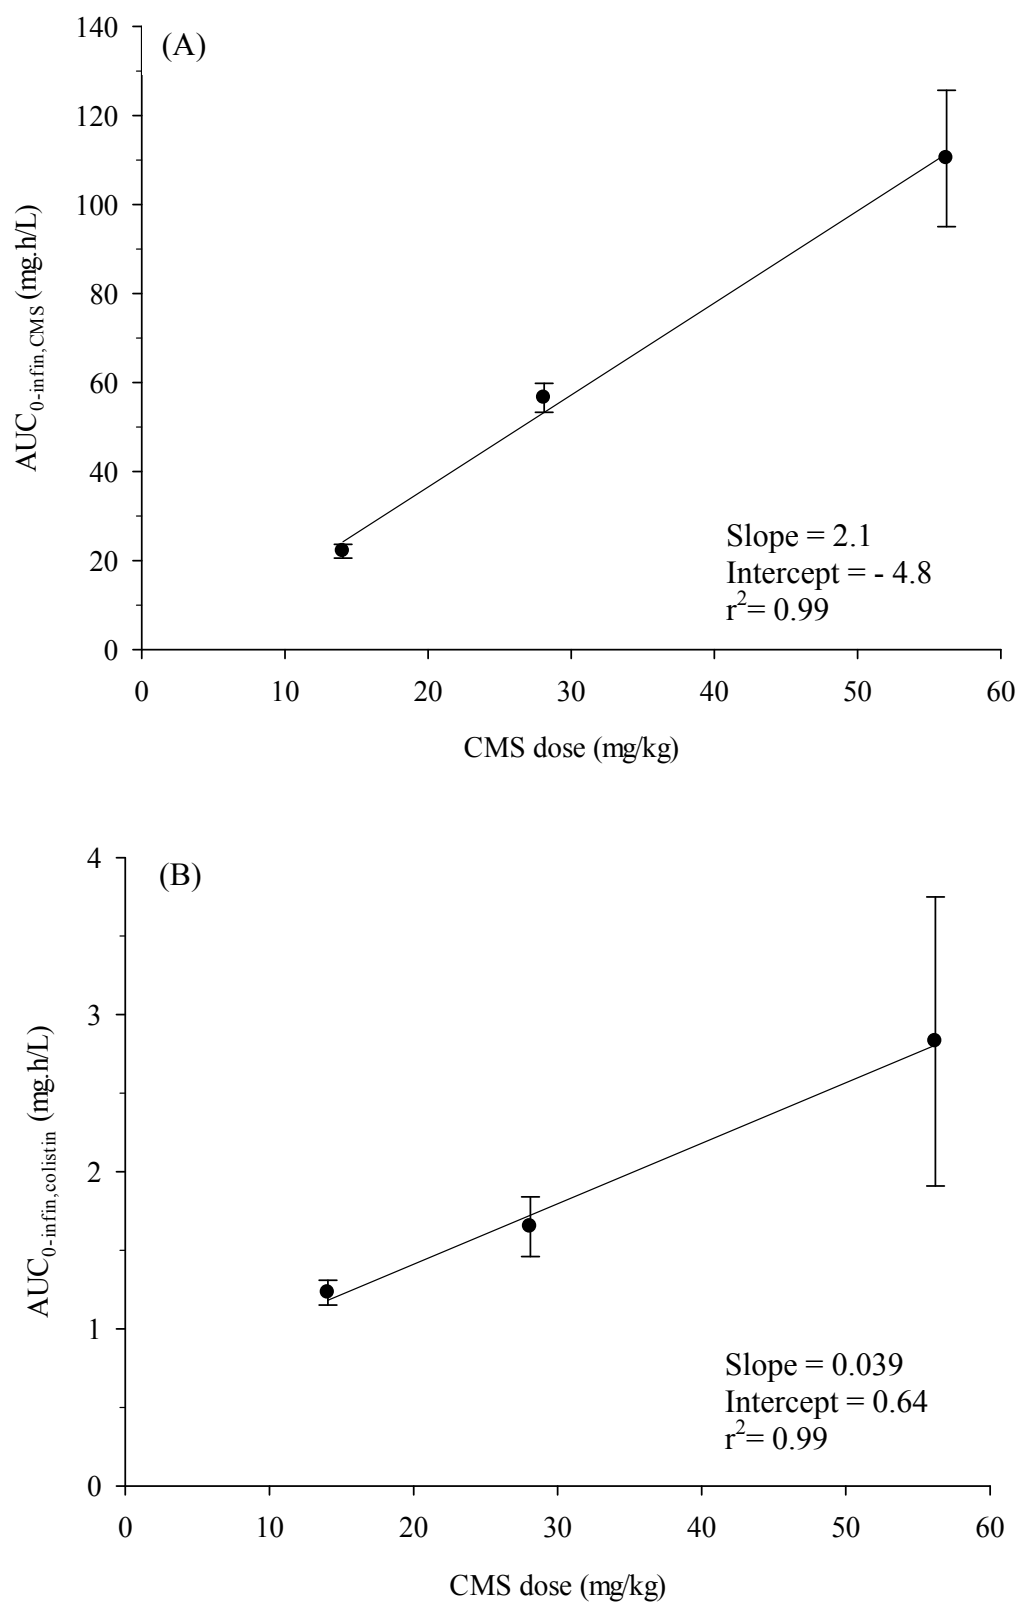 (A)
140
120
100
80
60
40
20
0
AUC0-infin,CMS (mg.h/L)
Slope = 2.1
Intercept = - 4.8
r2= 0.99
0 10 20 30 40 50 60
CMS dose (mg/kg)
(B)
4
3
2
1
0
AUC0-infin,colistin (mg.h/L)
Slope = 0.039
Intercept = 0.64
r2= 0.99
0 10 20 30 40 50 60
CMS dose (mg/kg)